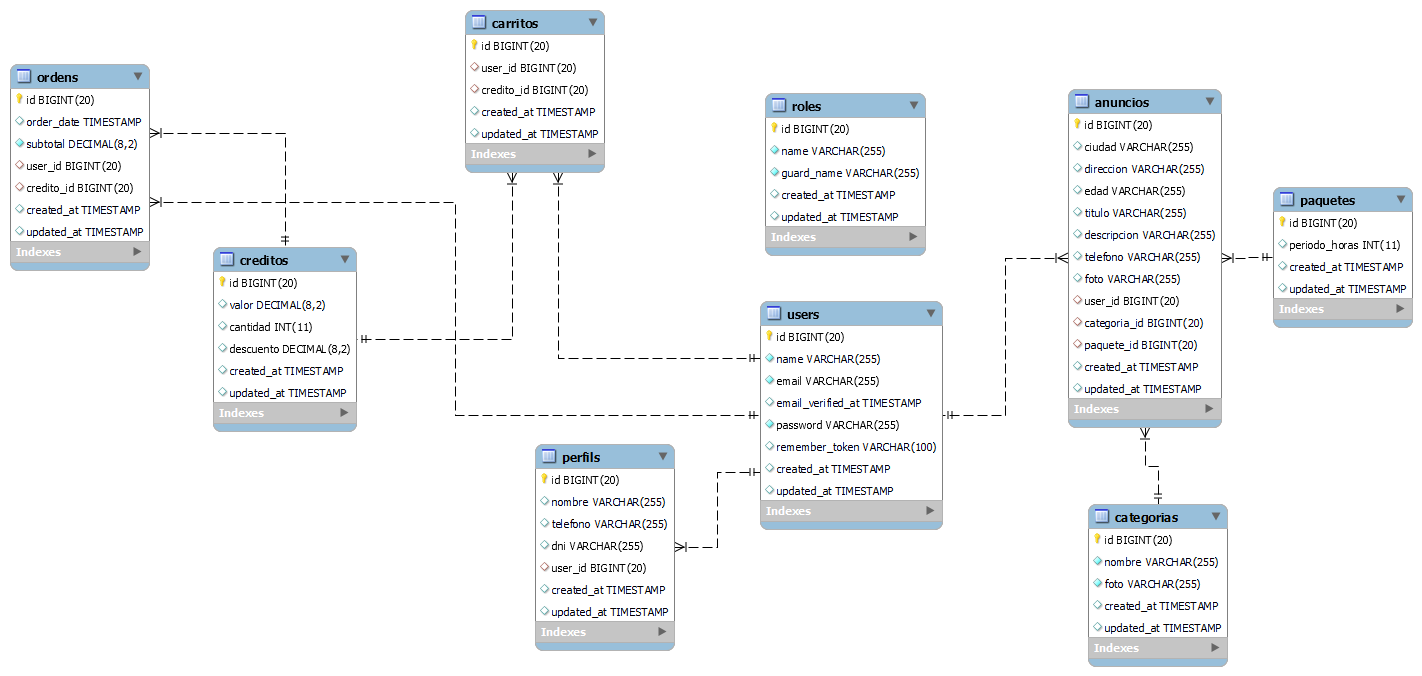 carritos
id BIGINT(20)
user_id BIGINT(20)
credito_id BIGINT(20)
created_at TIMESTAMP
updated_at TIMESTAMP
Indexes
ordens
id BIGINT(20)
order_date TIMESTAMP
subtotal DECIMAL(8,2)
user_id BIGINT(20)
credito_id BIGINT(20)
created_at TIMESTAMP
updated_at TIMESTAMP
Indexes
roles
id BIGINT(20)
name VARCHAR(255)
guard_name VARCHAR(255)
created_at TIMESTAMP
updated_at TIMESTAMP
Indexes
anuncios
id BIGINT(20)
ciudad VARCHAR(255)
direccion VARCHAR(255)
edad VARCHAR(255)
titulo VARCHAR(255)
descripcion VARCHAR(255)
telefono VARCHAR(255)
foto VARCHAR(255)
user_id BIGINT(20)
categoria_id BIGINT(20)
paquete_id BIGINT(20)
created_at TIMESTAMP
updated_at TIMESTAMP
Indexes
paquetes
id BIGINT(20)
periodo_horas INT(11)
created_at TIMESTAMP
updated_at TIMESTAMP
Indexes
creditos
id BIGINT(20)
valor DECIMAL(8,2)
cantidad INT(11)
descuento DECIMAL(8,2)
created_at TIMESTAMP
updated_at TIMESTAMP
Indexes
users
id BIGINT(20)
name VARCHAR(255)
email VARCHAR(255)
email_verified_at TIMESTAMP
password VARCHAR(255)
remember_token VARCHAR(100)
created_at TIMESTAMP
updated_at TIMESTAMP
Indexes
perfils
id BIGINT(20)
nombre VARCHAR(255)
telefono VARCHAR(255)
dni VARCHAR(255)
user_id BIGINT(20)
created_at TIMESTAMP
updated_at TIMESTAMP
Indexes
categorias
id BIGINT(20)
nombre VARCHAR(255)
foto VARCHAR(255)
created_at TIMESTAMP
updated_at TIMESTAMP
Indexes